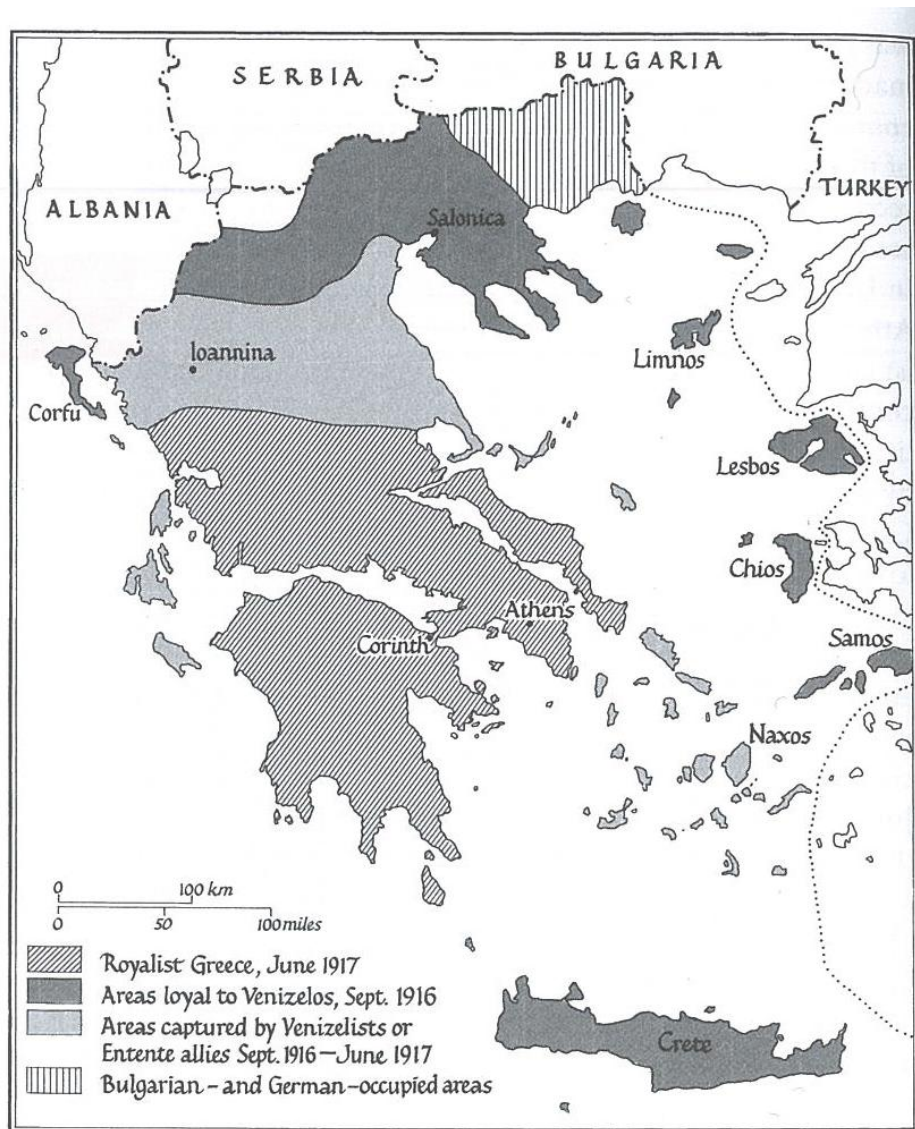 SERBIA
BULGARIA
ALBANIA
TURKEY
Salonica
Ioannina
Limnos
Corfu
Lesbos
Chios
Athens
Corinth
Samos
Naxos
0 100 km
0 50 100 miles
Royalist Greece, June 1917
Areas loyal to Venizelos, Sept. 1916
Areas captured by Venizelists or
Entente allies Sept. 1916–June 1917
Bulgarian – and German – occupied areas
Crete